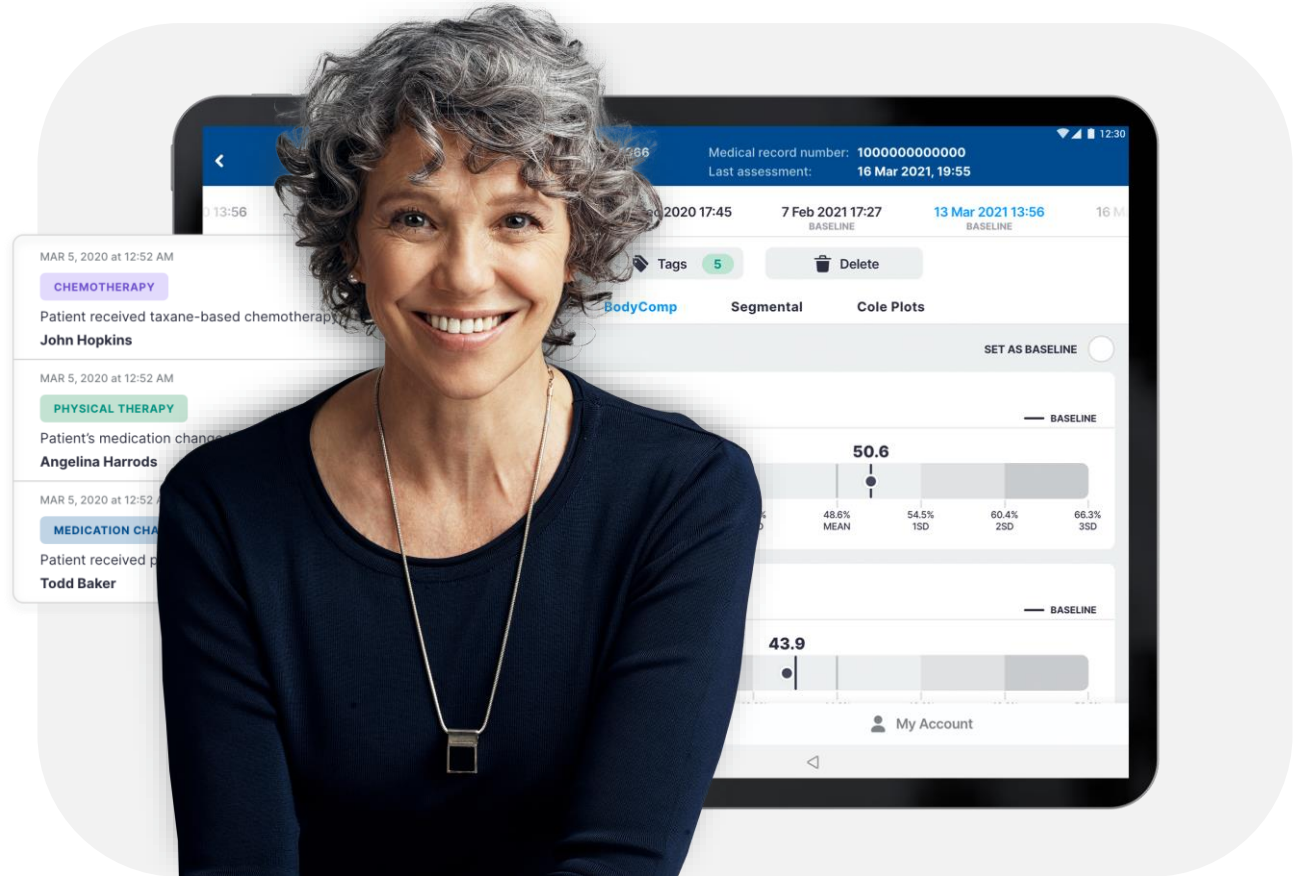 12:30
Medical record number: 1000000000000
Last assessment: 16 Mar 2021, 19:55
13:56
2020 17:45
7 Feb 2021 17:27
BASELINE
13 Mar 2021 13:56
BASELINE
16
Tags 5
Delete
BodyComp
Segmental
Cole Plots
SET AS BASELINE
BASELINE
50.6
48.6%
MEAN
54.5%
1SD
60.4%
2SD
66.3%
3SD
BASELINE
43.9
My Account
MAR 5, 2020 at 12:52 AM
CHEMOTHERAPY
Patient received taxane-based chemotherapy
John Hopkins
MAR 5, 2020 at 12:52 AM
PHYSICAL THERAPY
Patient's medication
Angelina Harrods
MAR 5, 2020 at 12:52
MEDICATION
Patient received
Todd Baker